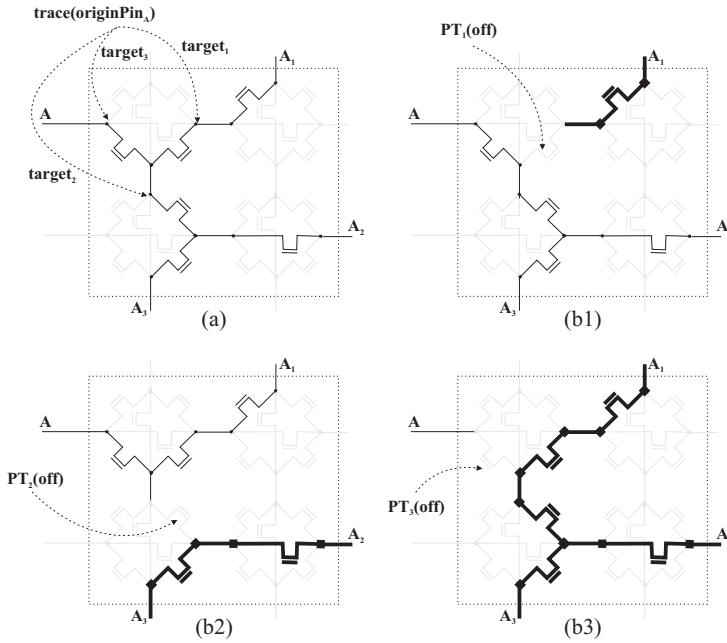 trace(originPin_A)
target₃
target₁
A₁
A
target₂
A₂
A₃
(a)
PT₁(off)
A₁
A
A
A₃
(b1)
A₁
A
PT₂(off)
A₂
A₃
(b2)
A₁
A
PT₃(off)
A
A₃
(b3)